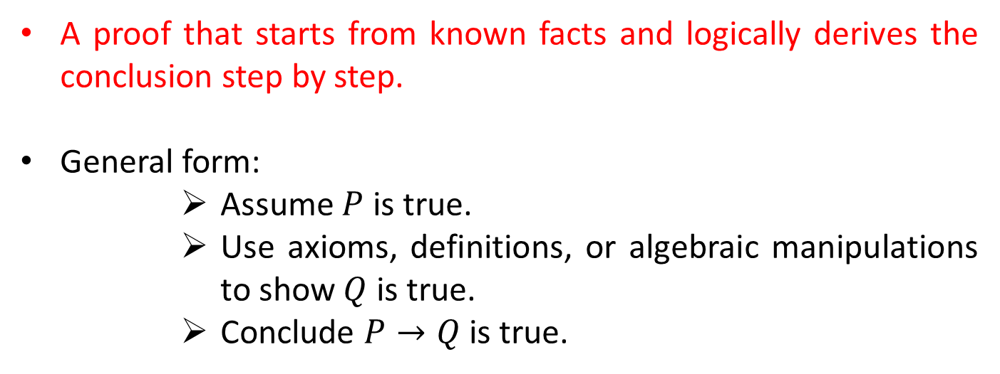 • A proof that starts from known facts and logically derives the
conclusion step by step.
• General form:
➢ Assume 𝑃 is true.
➢ Use axioms, definitions, or algebraic manipulations
to show 𝑄 is true.
➢ Conclude 𝑃 → 𝑄 is true.